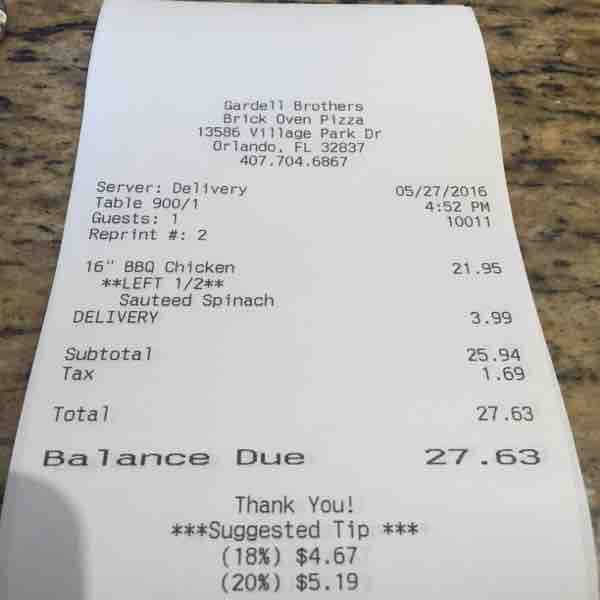 Gardell Brothers
Brick Oven Pizza
13586 Village Park Dr
Orlando, FL 32837
407.704.6867
Server: Delivery 05/27/2016
Table 900/1 4:52 PM
Guests: 1 10011
Reprint #: 2
16" BBQ Chicken 21.95
**LEFT 1/2**
Sauteed Spinach
DELIVERY 3.99
Subtotal 25.94
Tax 1.69
Total 27.63
Balance Due 27.63
Thank You!
***Suggested Tip ***
(18%) $4.67
(20%) $5.19